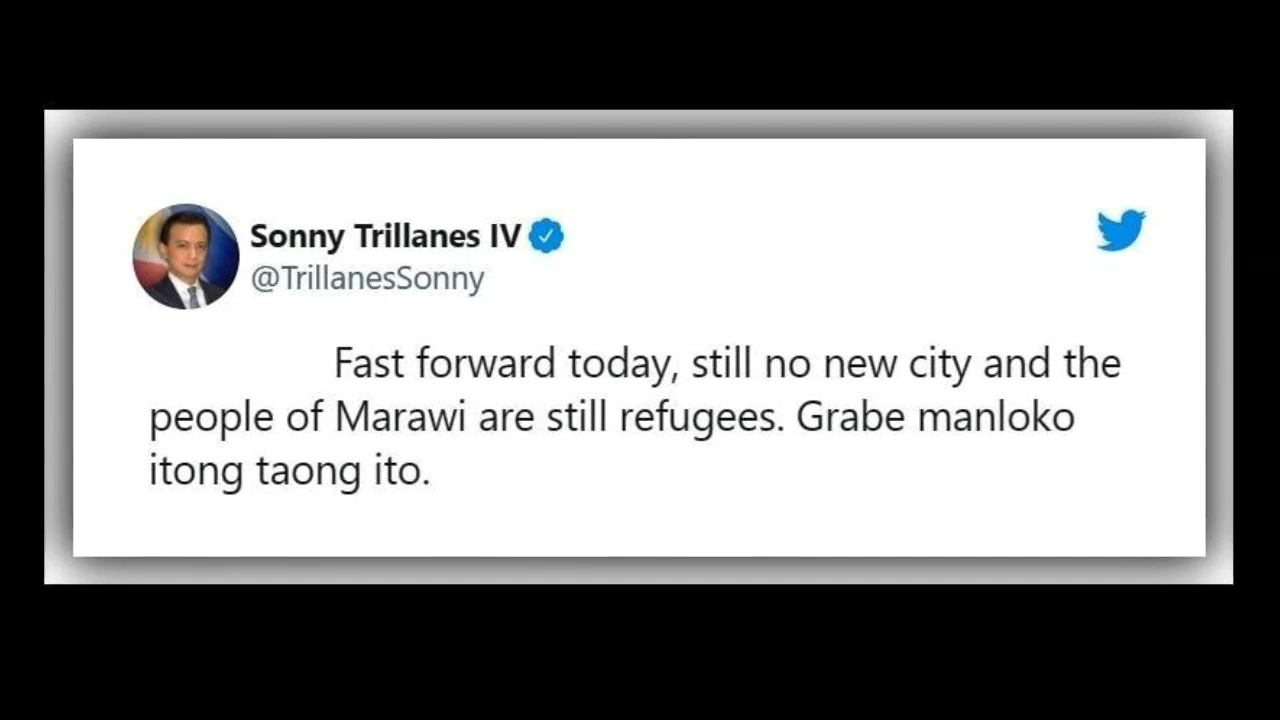 Sonny Trillanes IV
@TrillanesSonny
Fast forward today, still no new city and the
people of Marawi are still refugees. Grabe manloko
itong taong ito.